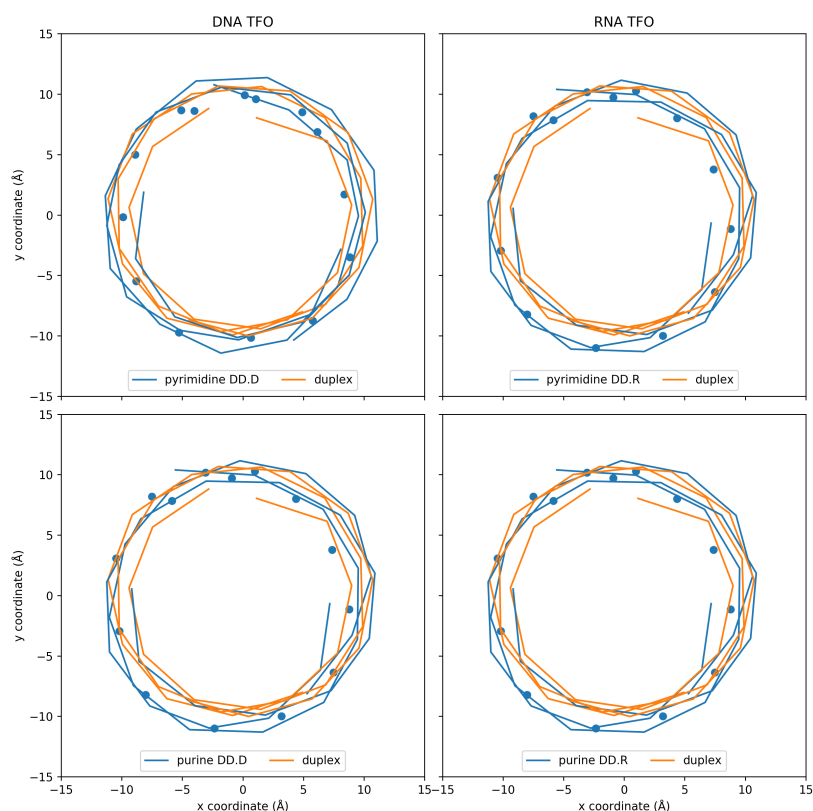 DNA TFO
RNA TFO
15
10
5
0
−5
−10
−15
y coordinate (Å)
pyrimidine DD.D
duplex
pyrimidine DD.R
duplex
15
10
5
0
−5
−10
−15
y coordinate (Å)
purine DD.D
duplex
purine DD.R
duplex
−15 −10 −5 0 5 10 15
−15 −10 −5 0 5 10 15
x coordinate (Å)
x coordinate (Å)